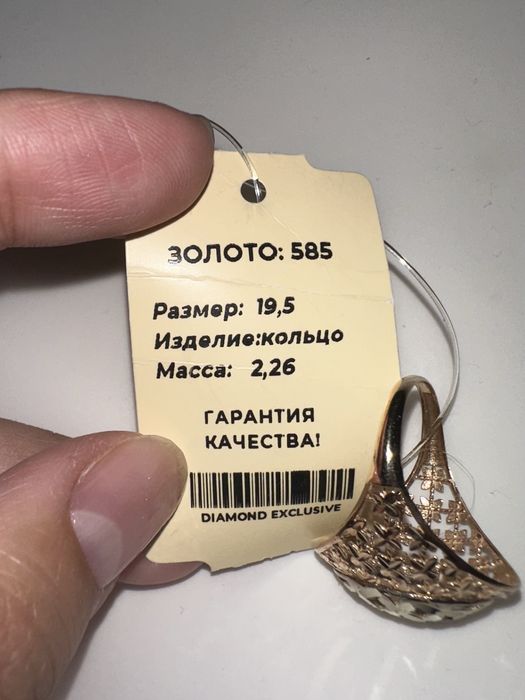 ЗОЛОТО: 585
Размер: 19,5
Изделие:кольцо
Масса: 2,26
ГАРАНТИЯ
КАЧЕСТВА!
DIAMOND EXCLUSIVE